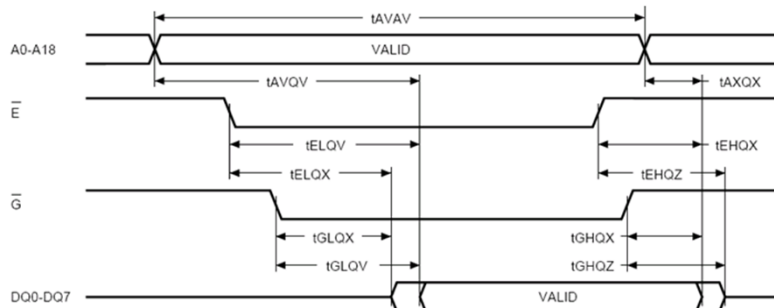 tAVAV
A0-A18 VALID
tAVQV tAXQX
E
tELQV tEHQX
tELQX tEHQZ
G
tGLQX tGHQX
tGLQV tGHQZ
DQ0-DQ7 VALID